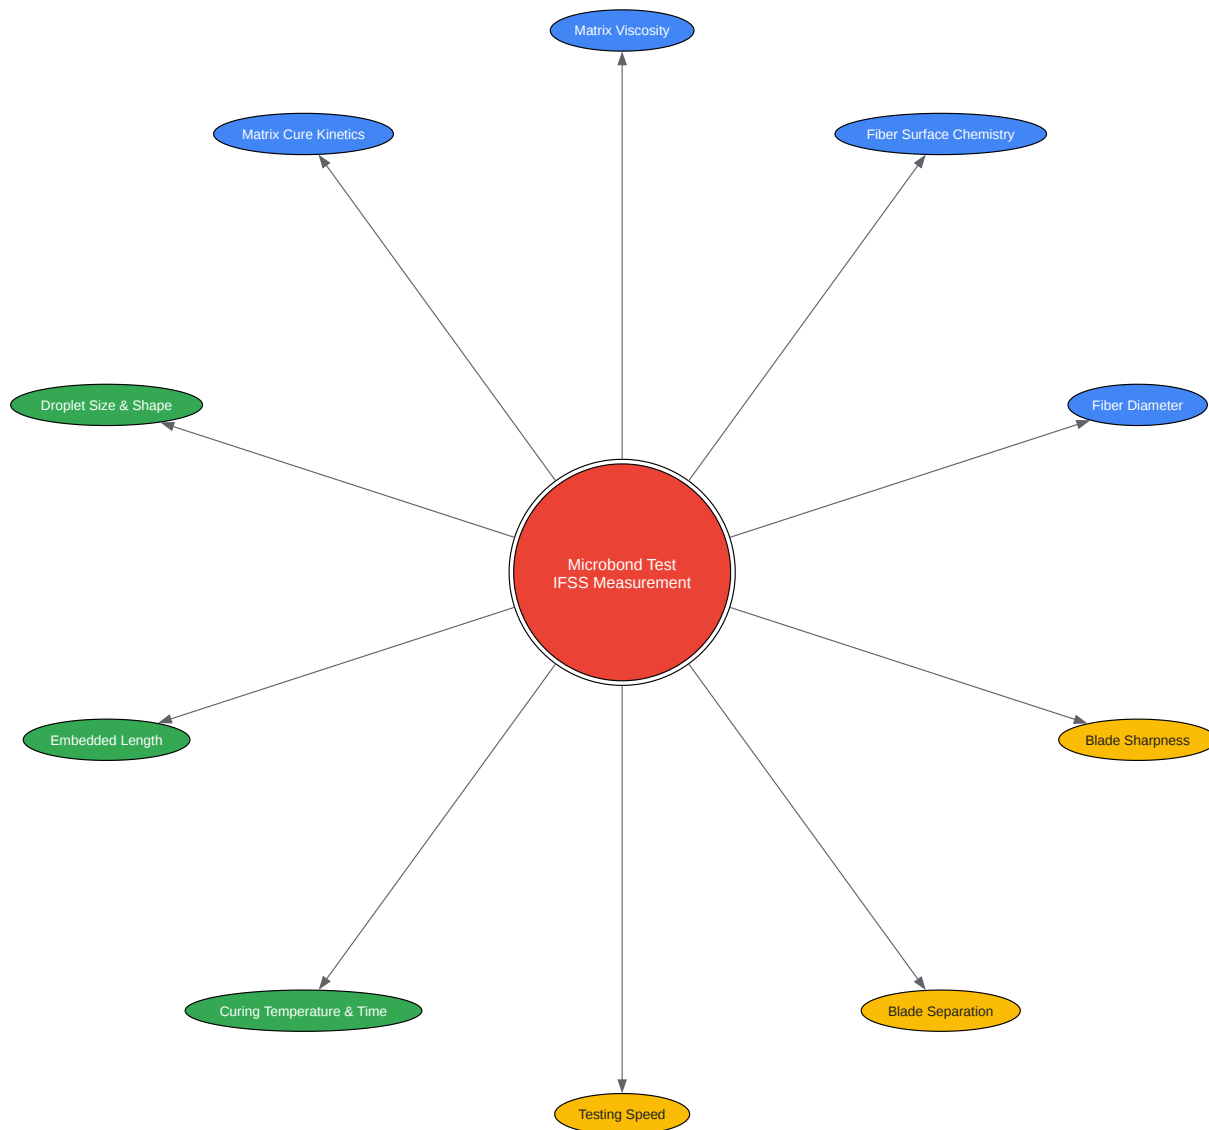 Matrix Viscosity
Matrix Cure Kinetics
Fiber Surface Chemistry
Droplet Size & Shape
Fiber Diameter
Microbond Test
IFSS Measurement
Embedded Length
Blade Sharpness
Curing Temperature & Time
Blade Separation
Testing Speed